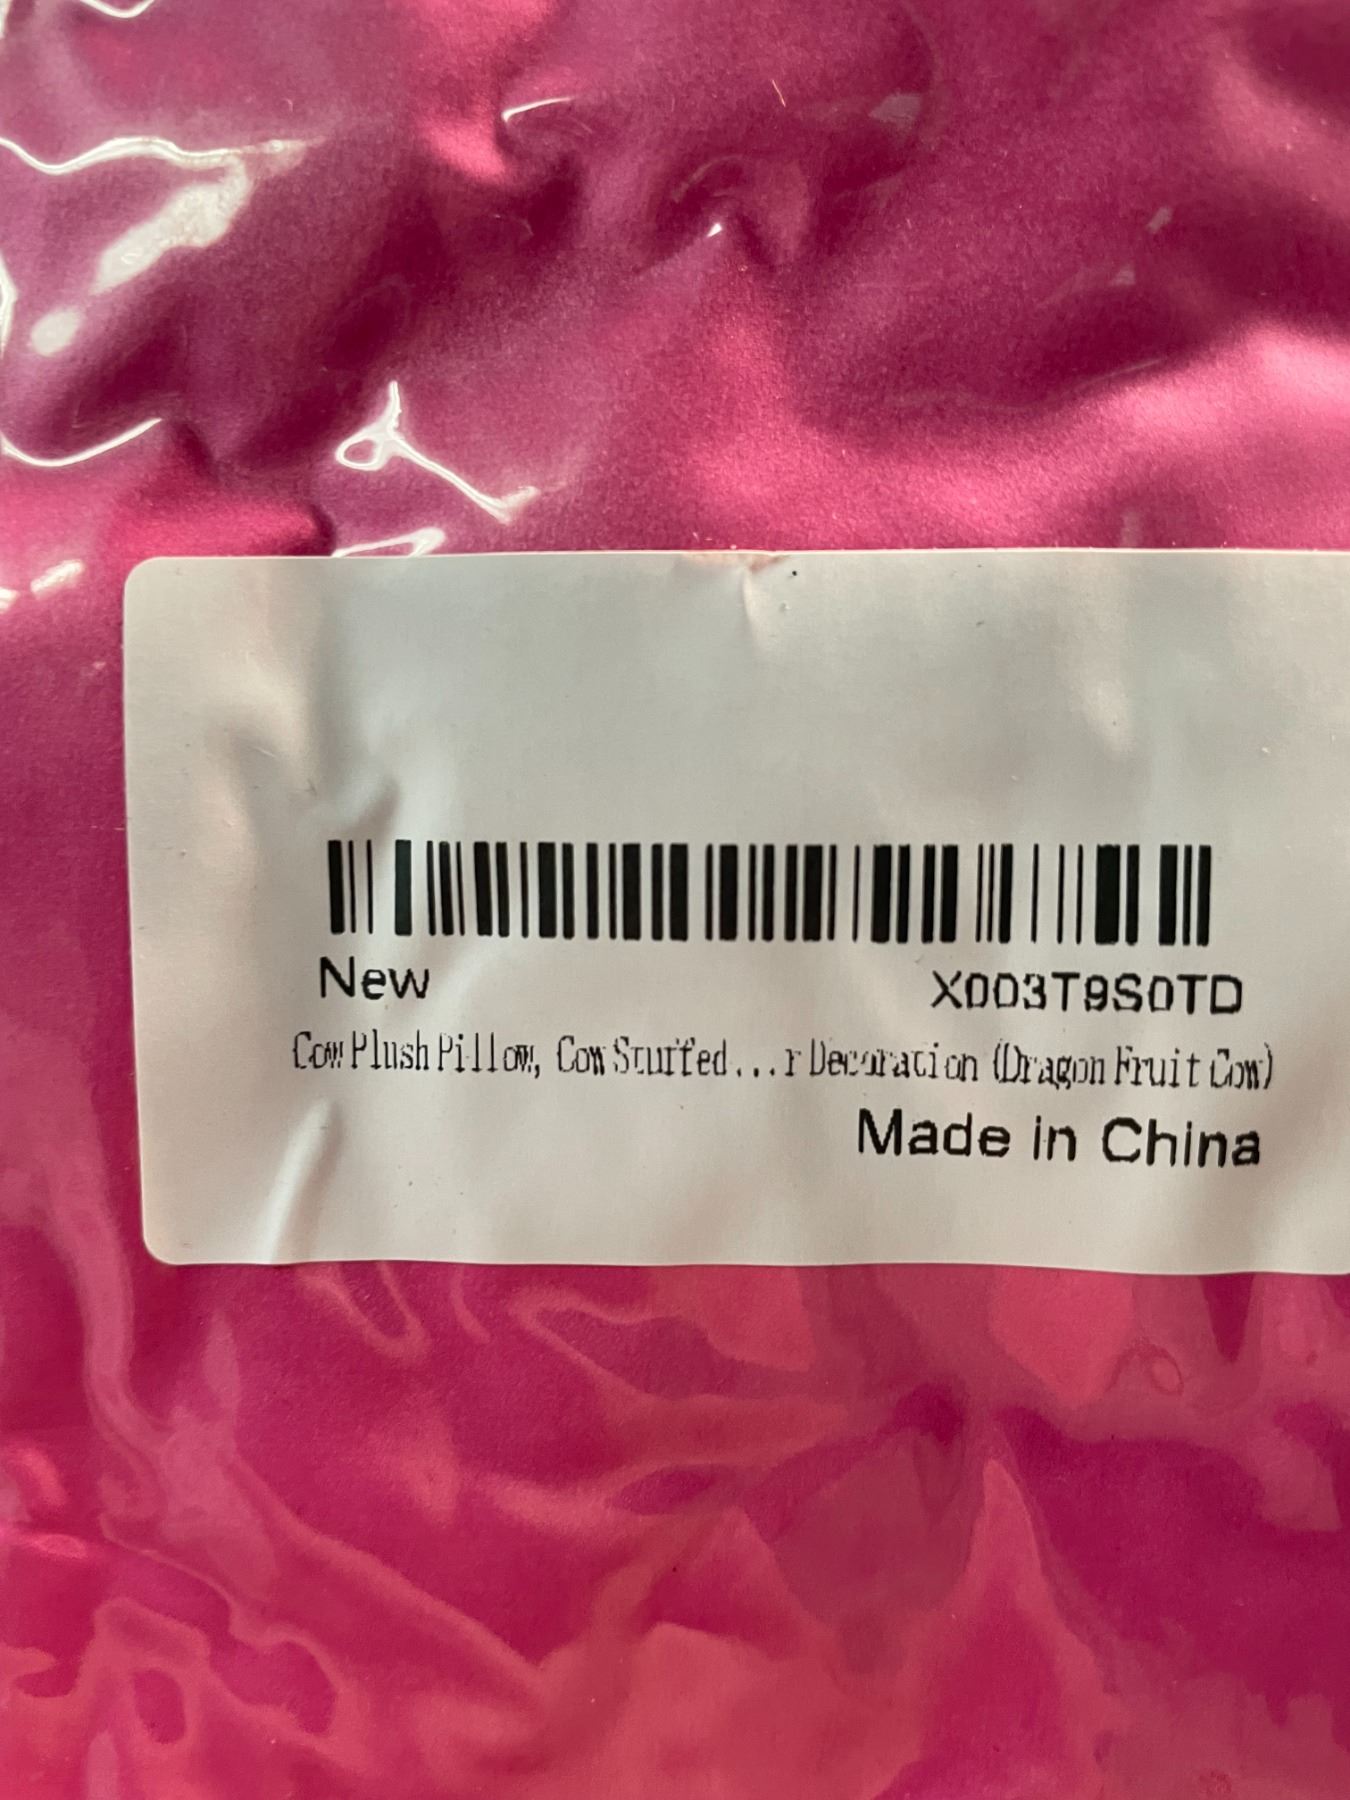 New X003T9S0TD
Cow Plush Pillow, Cow Stuffed...r Decoration (Dragon Fruit Cow)
Made in China